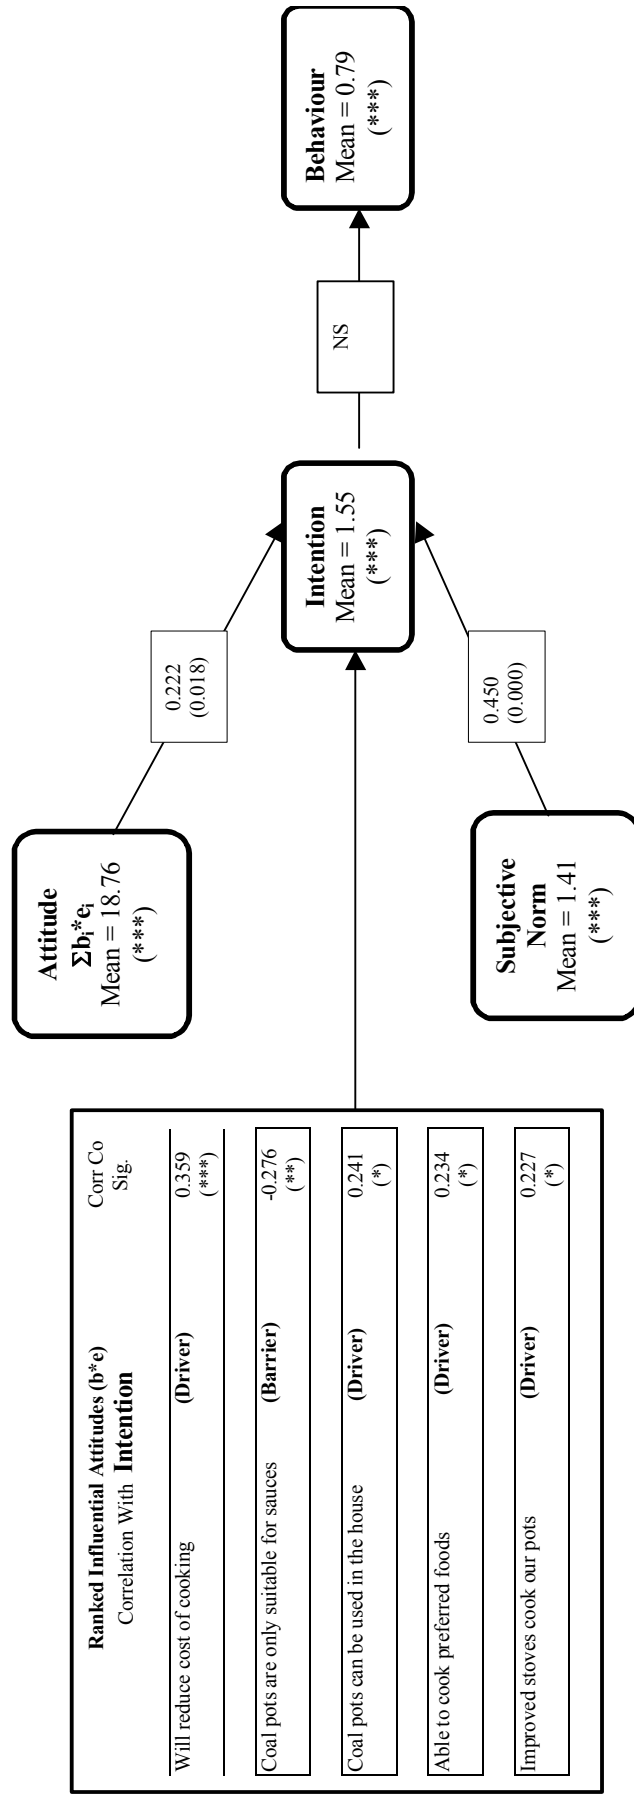 Ranked Influential Attitudes (b*e)
Correlation With Intention
Corr Co
Sig.
Will reduce cost of cooking (Driver) 0.359
(***)
Coal pots are only suitable for sauces (Barrier) -0.276
(**)
Coal pots can be used in the house (Driver) 0.241
(*)
Able to cook preferred foods (Driver) 0.234
(*)
Improved stoves cook our pots (Driver) 0.227
(*)
Attitude
Σbi*ei
Mean = 18.76
(***)
0.222
(0.018)
Subjective
Norm
Mean = 1.41
(***)
0.450
(0.000)
Intention
Mean = 1.55
(***)
NS
Behaviour
Mean = 0.79
(***)